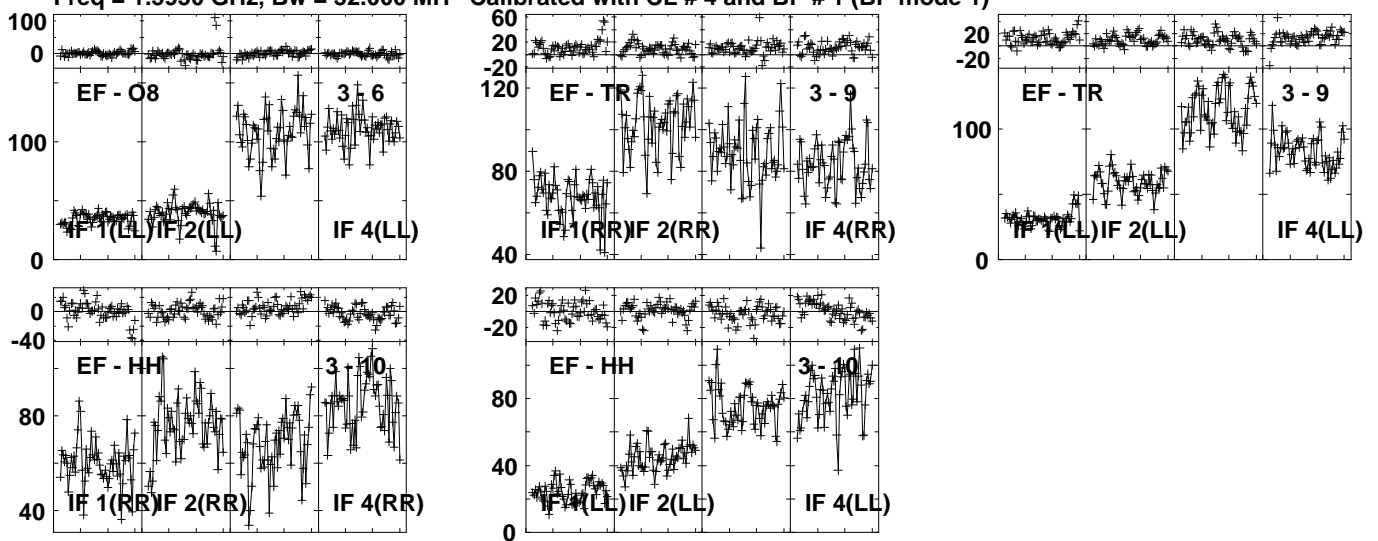 Freq = 1.5950 GHz, Bw = 32.000 MH Calibrated with CL # 4 and BP # 1 (BP mode 1)
100
0
EF - O8
3 - 6
100
0
IF 1(LL)
IF 2(LL)
IF 4(LL)
60
20
-20
EF - TR
3 - 9
120
80
40
IF 1(RR)
IF 2(RR)
IF 4(RR)
20
-20
EF - TR
3 - 9
100
0
IF 1(LL)
IF 2(LL)
IF 4(LL)
0
-40
EF - HH
3 - 10
80
40
IF 1(RR)
IF 2(RR)
IF 4(RR)
20
-20
EF - HH
3 - 10
80
40
0
IF 1(LL)
IF 2(LL)
IF 4(LL)